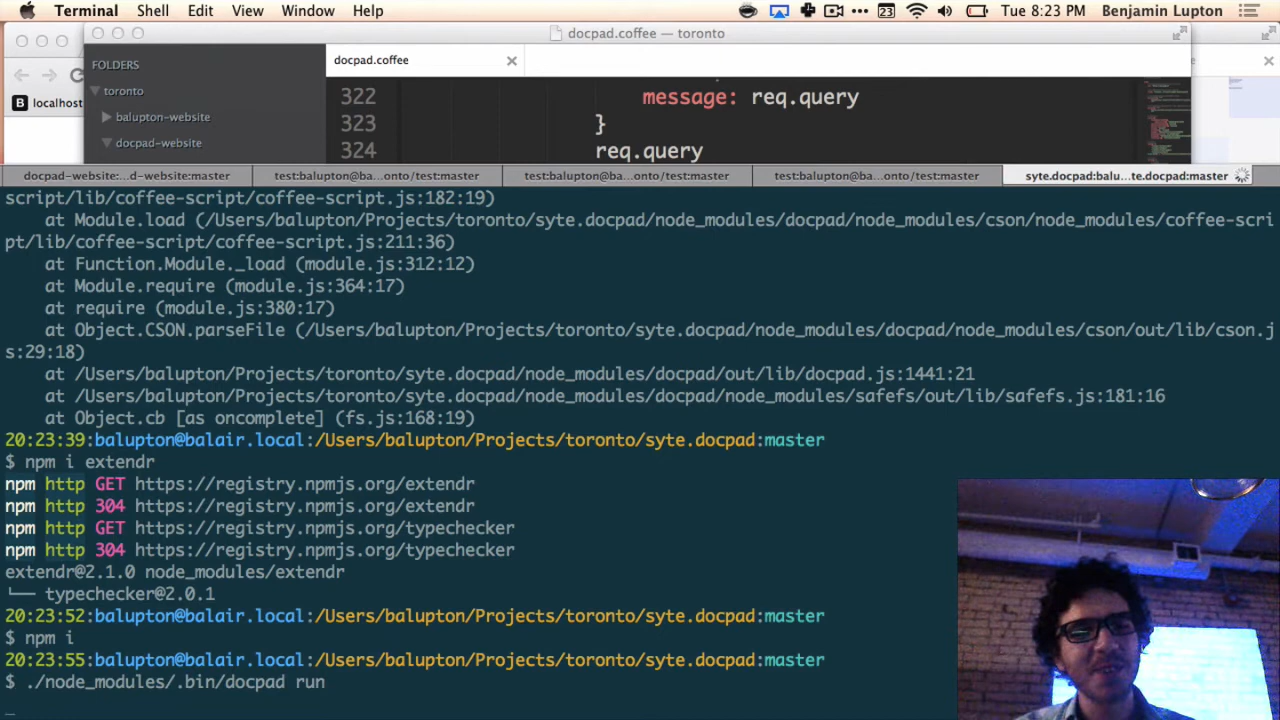 Terminal Shell Edit View Window Help
23 Tue 8:23 PM Benjamin Lupton
docpad.coffee — toronto
FOLDERS
docpad.coffee
toronto
322 message: req.query
B localhost
balupton-website
323 }
docpad-website
324 req.query
docpad-website:...d-website:master test:balupton@ba...onto/test:master test:balupton@ba...onto/test:master test:balupton@ba...onto/test:master syte.docpad:balu...te.docpad:master
script/lib/coffee-script/coffee-script.js:182:19)
at Module.load (/Users/balupton/Projects/toronto/syte.docpad/node_modules/docpad/node_modules/cson/node_modules/coffee-scri
pt/lib/coffee-script/coffee-script.js:211:36)
at Function.Module._load (module.js:312:12)
at Module.require (module.js:364:17)
at require (module.js:380:17)
at Object.CSON.parseFile (/Users/balupton/Projects/toronto/syte.docpad/node_modules/docpad/node_modules/cson/out/lib/cson.j
s:29:18)
at /Users/balupton/Projects/toronto/syte.docpad/node_modules/docpad/out/lib/docpad.js:1441:21
at /Users/balupton/Projects/toronto/syte.docpad/node_modules/docpad/node_modules/safefs/out/lib/safefs.js:181:16
at Object.cb [as oncomplete] (fs.js:168:19)
20:23:39:balupton@balair.local:/Users/balupton/Projects/toronto/syte.docpad:master
$ npm i extendr
npm http GET https://registry.npmjs.org/extendr
npm http 304 https://registry.npmjs.org/extendr
npm http GET https://registry.npmjs.org/typechecker
npm http 304 https://registry.npmjs.org/typechecker
extendr@2.1.0 node_modules/extendr
└── typechecker@2.0.1
20:23:52:balupton@balair.local:/Users/balupton/Projects/toronto/syte.docpad:master
$ npm i
20:23:55:balupton@balair.local:/Users/balupton/Projects/toronto/syte.docpad:master
$ ./node_modules/.bin/docpad run